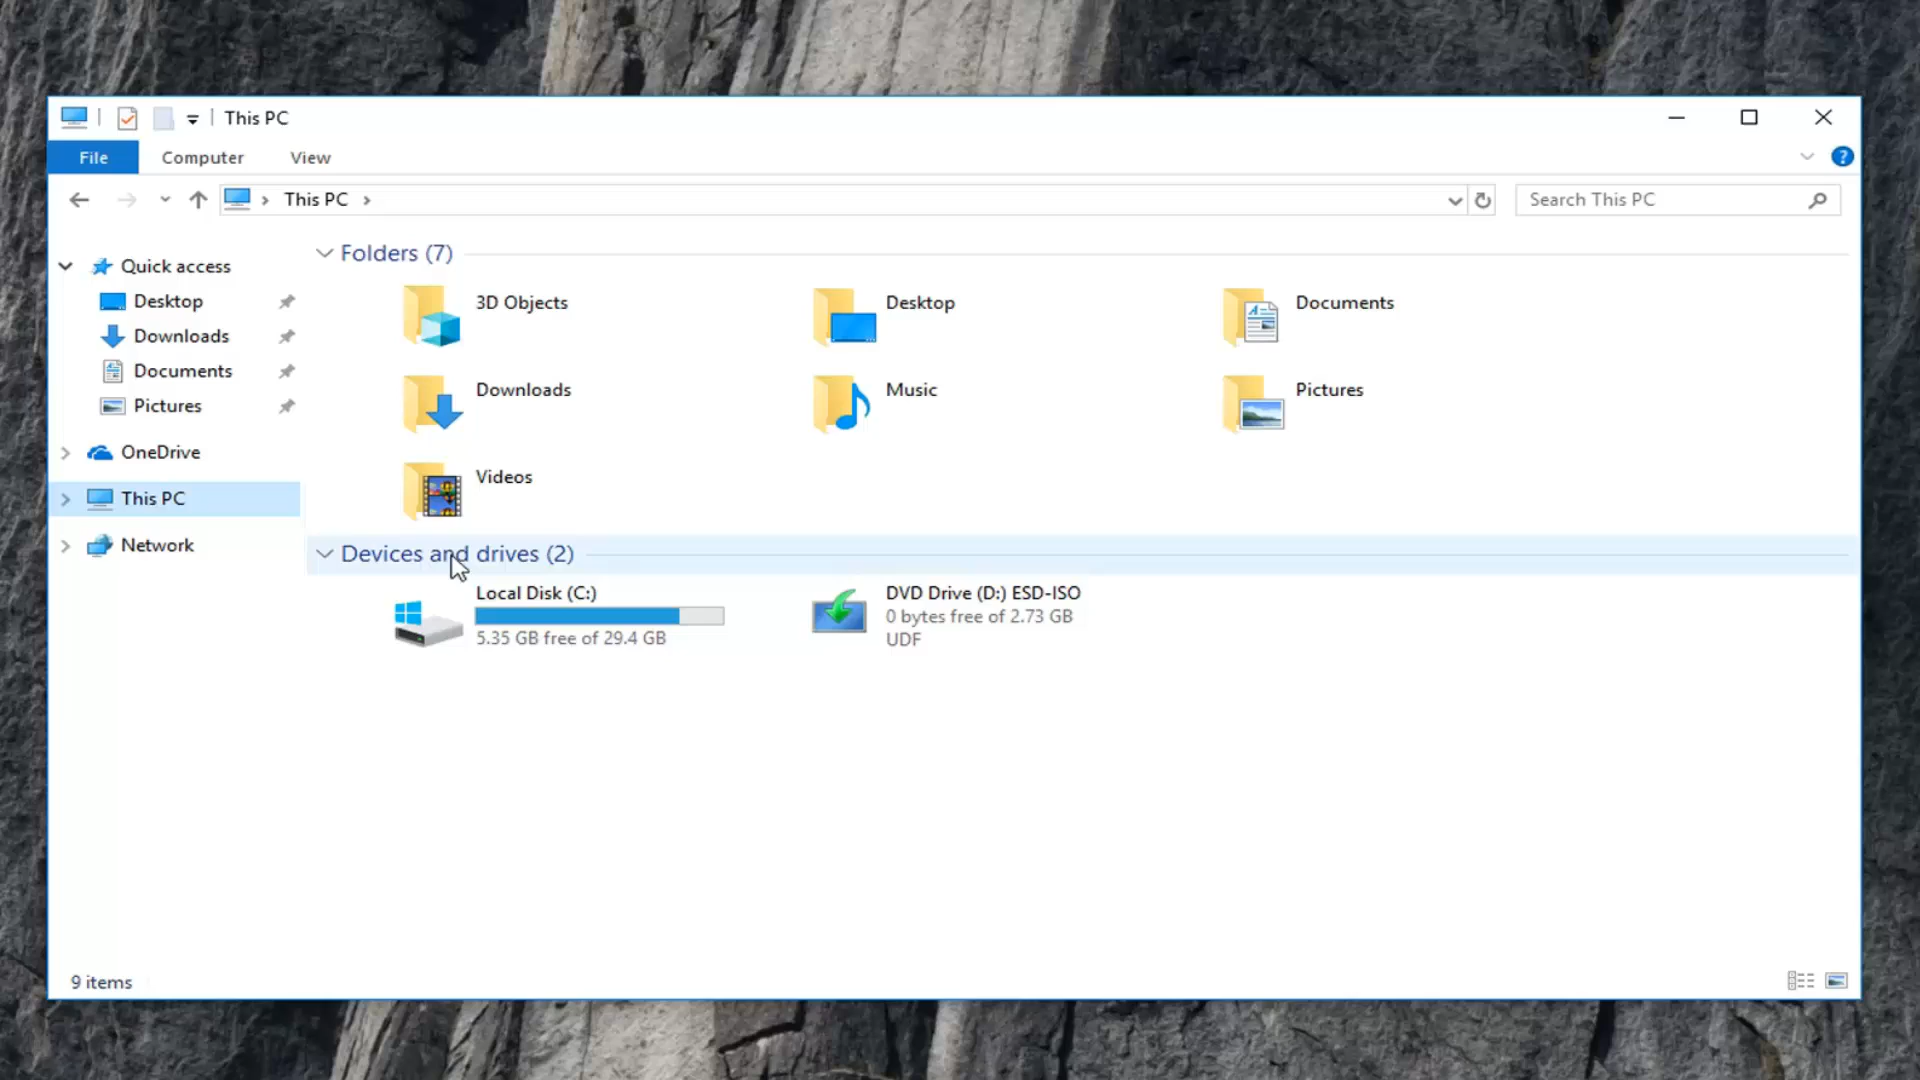 This PC
File
Computer
View
This PC
Search This PC
Quick access
Desktop
Downloads
Documents
Pictures
OneDrive
This PC
Network
Folders (7)
3D Objects
Desktop
Documents
Downloads
Music
Pictures
Videos
Devices and drives (2)
Local Disk (C:)
5.35 GB free of 29.4 GB
DVD Drive (D:) ESD-ISO
0 bytes free of 2.73 GB
UDF
9 items